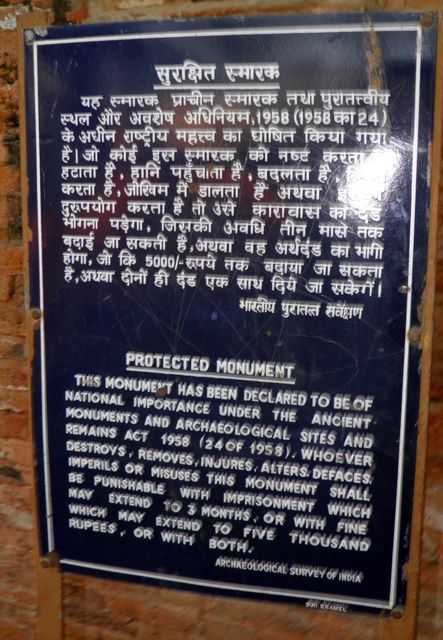 सुरक्षित स्मारक
यह स्मारक प्राचीन स्मारक तथा पुरातत्वीय
स्थल और अवशेष अधिनियम, 1958 (1958 का 24)
के अधीन राष्ट्रीय महत्व का घोषित किया गया
है। जो कोई इस स्मारक को नष्ट करता
हटाता है, हानि पहुँचाता है, बदलता है,
करता है, जोखिम में डालता है अथवा
दुरुपयोग करता है तो उसे कारावास का दंड
भोगना पड़ेगा, जिसकी अवधि तीन मास तक
बढ़ाई जा सकती है, अथवा वह अर्थदंड का भागी
होगा, जो कि 5000/- रुपये तक बढ़ाया जा सकता
है, अथवा दोनों ही दंड एक साथ दिये जा सकेगें।
भारतीय पुरातत्व सर्वेक्षण
PROTECTED MONUMENT
THIS MONUMENT HAS BEEN DECLARED TO BE OF
NATIONAL IMPORTANCE UNDER THE ANCIENT
MONUMENTS AND ARCHAEOLOGICAL SITES AND
REMAINS ACT 1958 (24 OF 1958). WHOEVER
DESTROYS, REMOVES, INJURES, ALTERS, DEFACES,
IMPERILS OR MISUSES THIS MONUMENT SHALL
BE PUNISHABLE WITH IMPRISONMENT WHICH
MAY EXTEND TO 3 MONTHS, OR WITH FINE
WHICH MAY EXTEND TO FIVE THOUSAND
RUPEES, OR WITH BOTH,
ARCHAEOLOGICAL SURVEY OF INDIA
ENAMEL